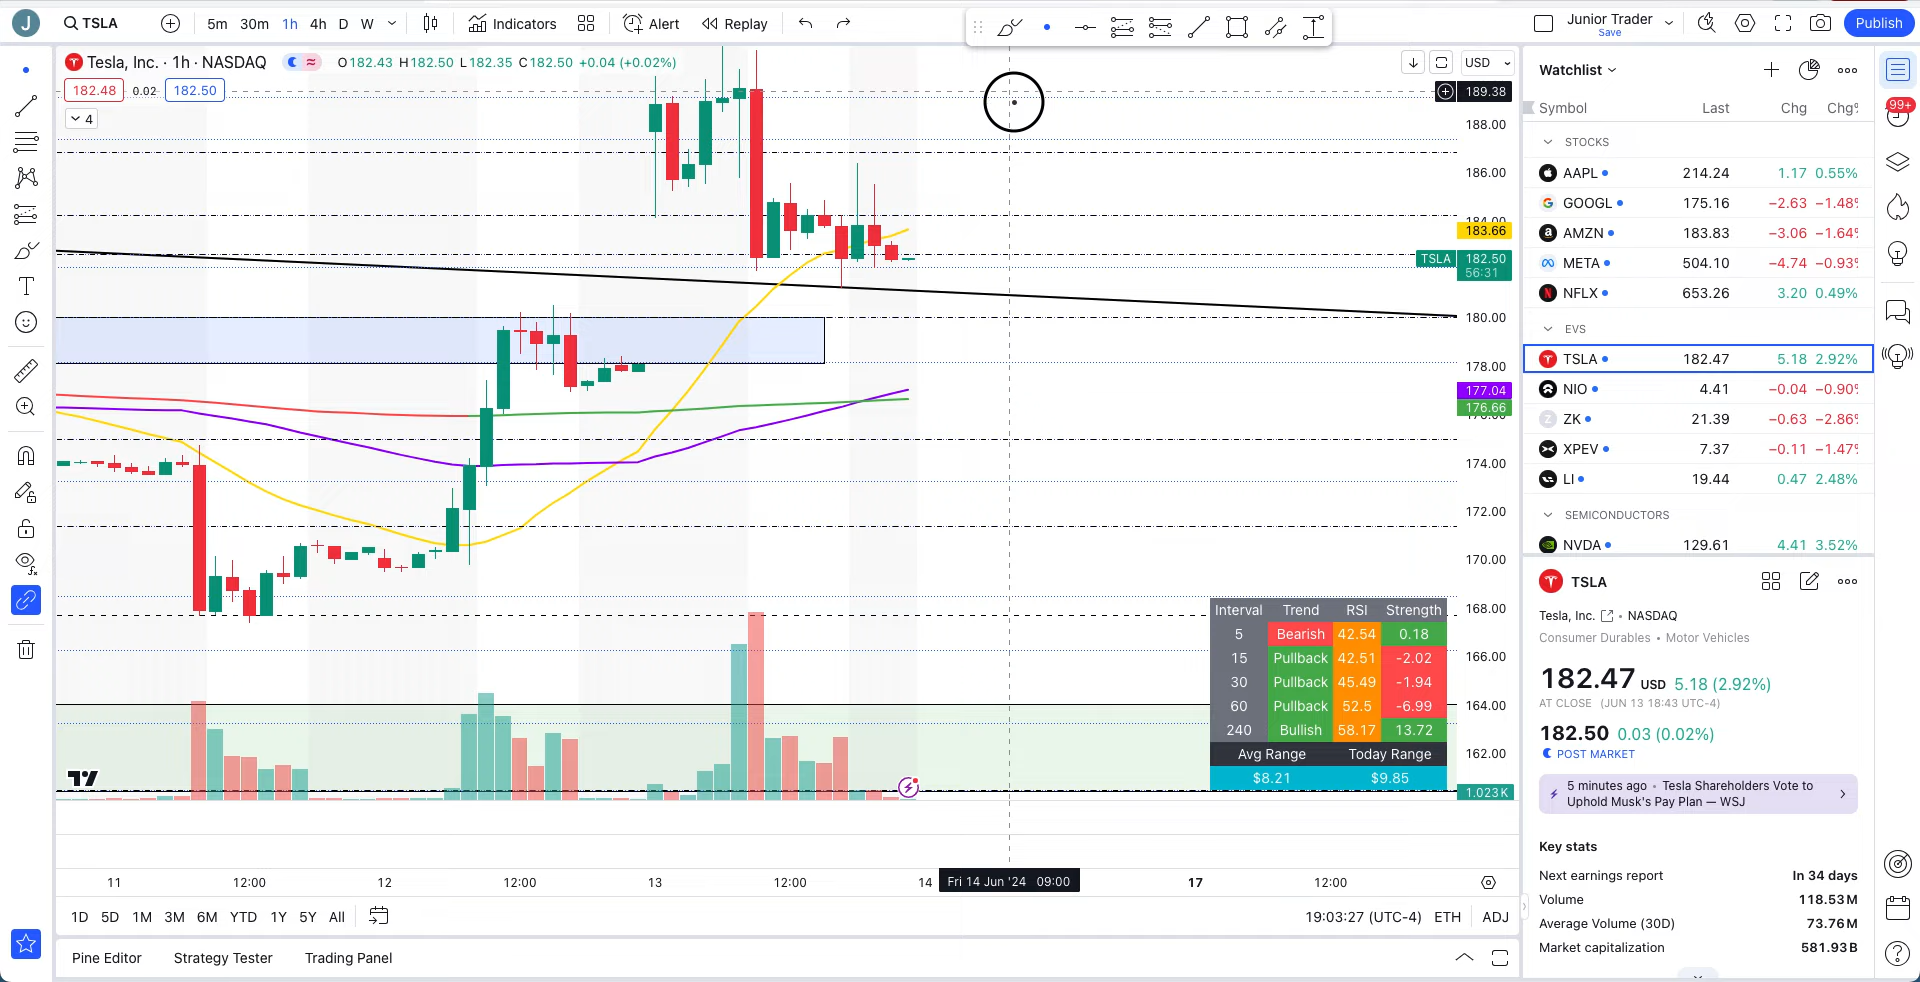 J TSLA 5m 30m 1h 4h D W Indicators Alert Replay Junior Trader Save Publish
Tesla, Inc. · 1h · NASDAQ O182.43 H182.50 L182.35 C182.50 +0.04 (+0.02%) USD
182.48 0.02 182.50
4
189.38
188.00
186.00
183.66
TSLA 182.50
56:31
180.00
178.00
177.04
176.66
174.00
172.00
170.00
168.00
166.00
164.00
162.00
1.023K
Interval Trend RSI Strength
5 Bearish 42.54 0.18
15 Pullback 42.51 -2.02
30 Pullback 45.49 -1.94
60 Pullback 52.5 -6.99
240 Bullish 58.17 13.72
Avg Range Today Range
$8.21 $9.85
11 12:00 12 12:00 13 12:00 14 Fri 14 Jun '24 09:00 17 12:00
1D 5D 1M 3M 6M YTD 1Y 5Y All 19:03:27 (UTC-4) ETH ADJ
Pine Editor Strategy Tester Trading Panel
Watchlist
Symbol Last Chg Chg%
STOCKS
AAPL 214.24 1.17 0.55%
GOOGL 175.16 −2.63 −1.48%
AMZN 183.83 −3.06 −1.64%
META 504.10 −4.74 −0.93%
NFLX 653.26 3.20 0.49%
EVS
TSLA 182.47 5.18 2.92%
NIO 4.41 −0.04 −0.90%
ZK 21.39 −0.63 −2.86%
XPEV 7.37 −0.11 −1.47%
LI 19.44 0.47 2.48%
SEMICONDUCTORS
NVDA 129.61 4.41 3.52%
TSLA
Tesla, Inc. • NASDAQ
Consumer Durables • Motor Vehicles
182.47 USD 5.18 (2.92%)
AT CLOSE (JUN 13 18:43 UTC-4)
182.50 0.03 (0.02%)
POST MARKET
5 minutes ago • Tesla Shareholders Vote to
Uphold Musk's Pay Plan — WSJ
Key stats
Next earnings report In 34 days
Volume 118.53M
Average Volume (30D) 73.76M
Market capitalization 581.93B
99+